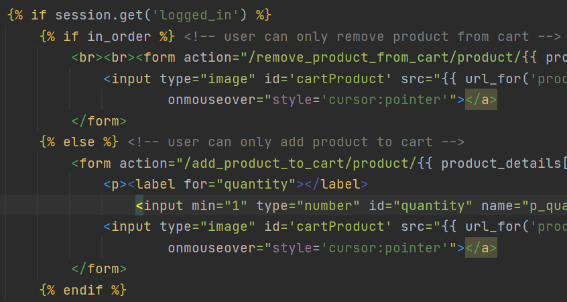 {% if session.get('logged_in') %}
{% if in_order %} <!-- user can only remove product from cart -->
<br><br><form action="/remove_product_from_cart/product/{{ pro
<input type="image" id='cartProduct' src="{{ url_for('prod
onmouseover="style='cursor:pointer'"></a>
</form>
{% else %} <!-- user can only add product to cart -->
<form action="/add_product_to_cart/product/{{ product_details[
<p><label for="quantity"></label>
<input min="1" type="number" id="quantity" name="p_qua
<input type="image" id='cartProduct' src="{{ url_for('prod
onmouseover="style='cursor:pointer'"></a>
</form>
{% endif %}